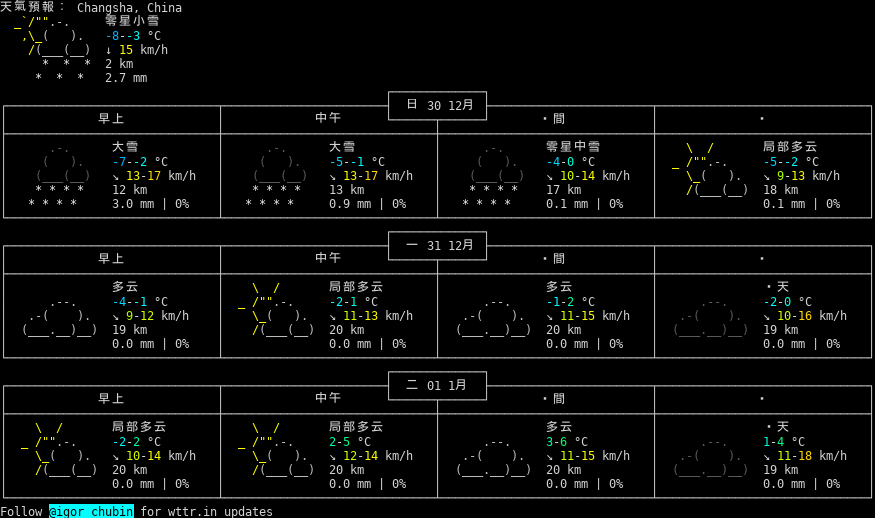 天氣預報： Changsha, China
零星小雪
-8--3 °C
↓ 15 km/h
2 km
2.7 mm
日 30 12月
早上 中午 ・間 ・
大雪 大雪 零星中雪 局部多云
-7--2 °C -5--1 °C -4-0 °C -5--2 °C
↘ 13-17 km/h ↘ 13-17 km/h ↘ 10-14 km/h ↘ 9-13 km/h
12 km 13 km 17 km 18 km
3.0 mm | 0% 0.9 mm | 0% 0.1 mm | 0% 0.1 mm | 0%
一 31 12月
早上 中午 ・間 ・
多云 局部多云 多云 ・天
-4--1 °C -2-1 °C -1-2 °C -2-0 °C
↘ 9-12 km/h ↘ 11-13 km/h ↘ 11-15 km/h ↘ 10-16 km/h
19 km 20 km 20 km 19 km
0.0 mm | 0% 0.0 mm | 0% 0.0 mm | 0% 0.0 mm | 0%
二 01 1月
早上 中午 ・間 ・
局部多云 局部多云 多云 ・天
-2-2 °C 2-5 °C 3-6 °C 1-4 °C
↘ 10-14 km/h ↘ 12-14 km/h ↘ 11-15 km/h ↘ 11-18 km/h
20 km 20 km 20 km 19 km
0.0 mm | 0% 0.0 mm | 0% 0.0 mm | 0% 0.0 mm | 0%
Follow @igor_chubin for wttr.in updates